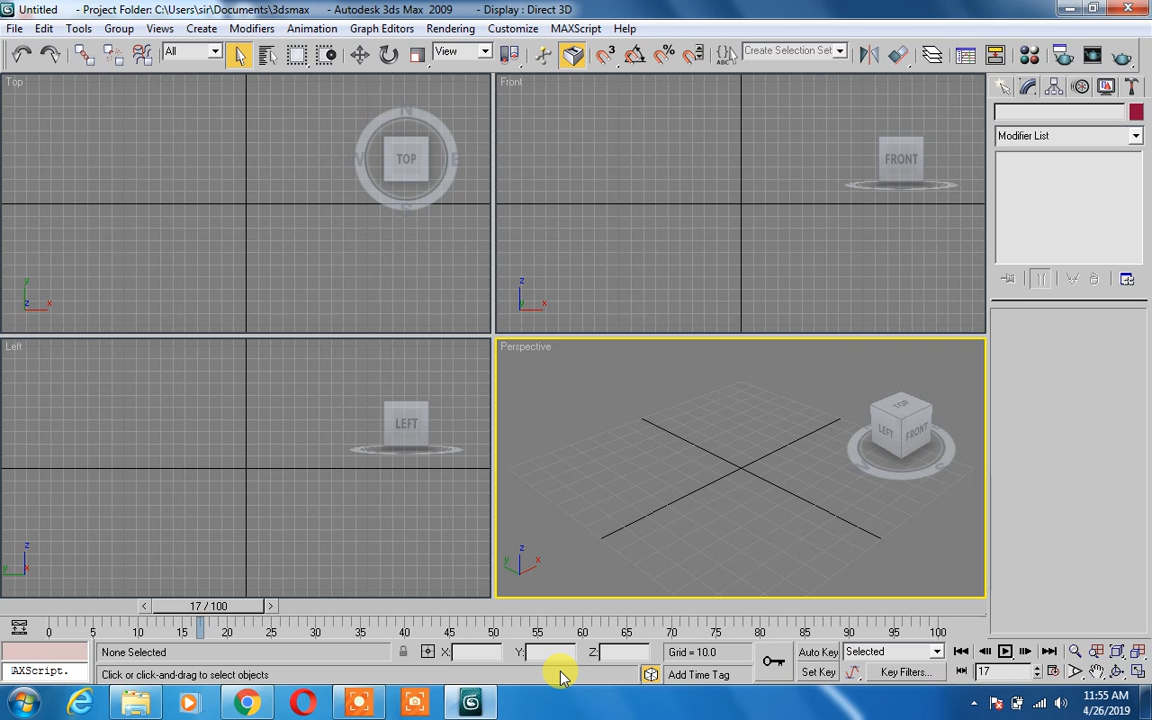 Untitled - Project Folder: C:\Users\sir\Documents\3dsmax - Autodesk 3ds Max 2009 - Display : Direct 3D
File Edit Tools Group Views Create Modifiers Animation Graph Editors Rendering Customize MAXScript Help
All View Create Selection Set
Top
N
TOP
Front
FRONT
Modifier List
y
z x
z
y x
Left
LEFT
z
y x
Perspective
TOP
LEFT FRONT
z
y x
< 17 / 100 >
0 5 10 15 20 25 30 35 40 45 50 55 60 65 70 75 80 85 90 95 100
None Selected X: Y: Z: Grid = 10.0 Auto Key Selected
AXScript. Click or click-and-drag to select objects Add Time Tag Set Key Key Filters... 17
11:55 AM
4/26/2019